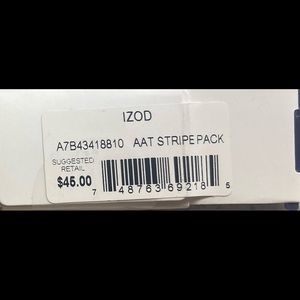 IZOD
A7B43418810 AAT STRIPE PACK
SUGGESTED
RETAIL
$45.00
7 48763 69218 5